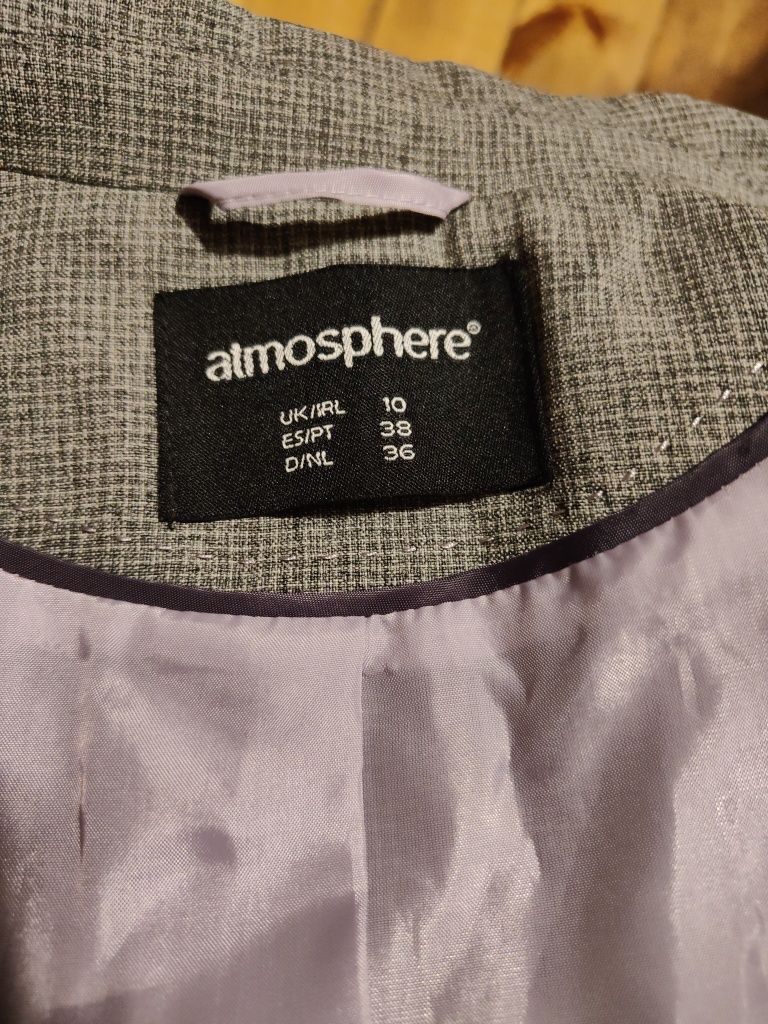 atmosphere®
UK/IRL 10
ES/PT 38
D/NL 36